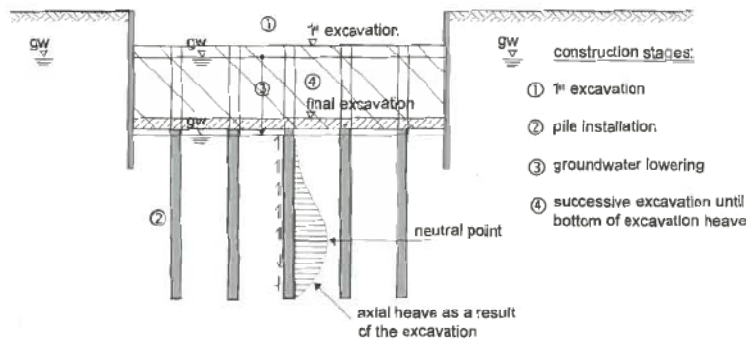 ①
1st excavation
gw
gw
gw
④
③
final excavation
gw
②
neutral point
axial heave as a result
of the excavation
construction stages:
① 1st excavation
② pile installation
③ groundwater lowering
④ successive excavation until
bottom of excavation heave